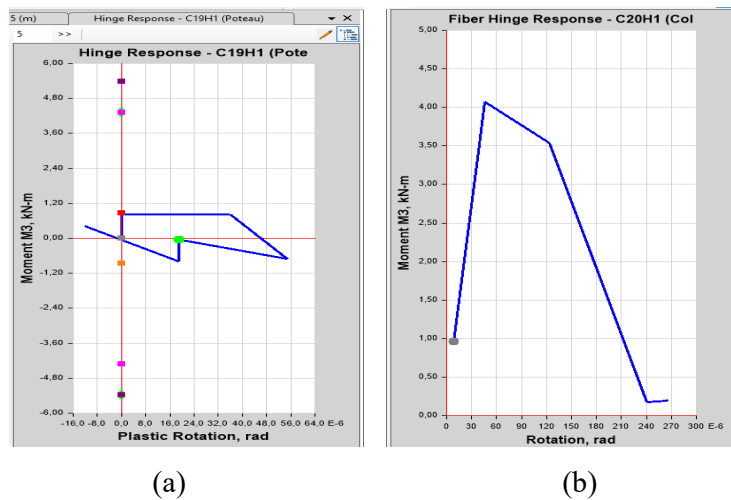 5 (m)
Hinge Response - C19H1 (Poteau)
5
>>
Hinge Response - C19H1 (Pote
6,00
4,80
3,60
2,40
1,20
0,00
-1,20
-2,40
-3,60
-4,80
-6,00
Moment M3, kN-m
-16,0 -8,0 0,0 8,0 16,0 24,0 32,0 40,0 48,0 56,0 64,0 E-6
Plastic Rotation, rad
(a)
Fiber Hinge Response - C20H1 (Col
5,00
4,50
4,00
3,50
3,00
2,50
2,00
1,50
1,00
0,50
0,00
Moment M3, kN-m
0 30 60 90 120 150 180 210 240 270 300 E-6
Rotation, rad
(b)